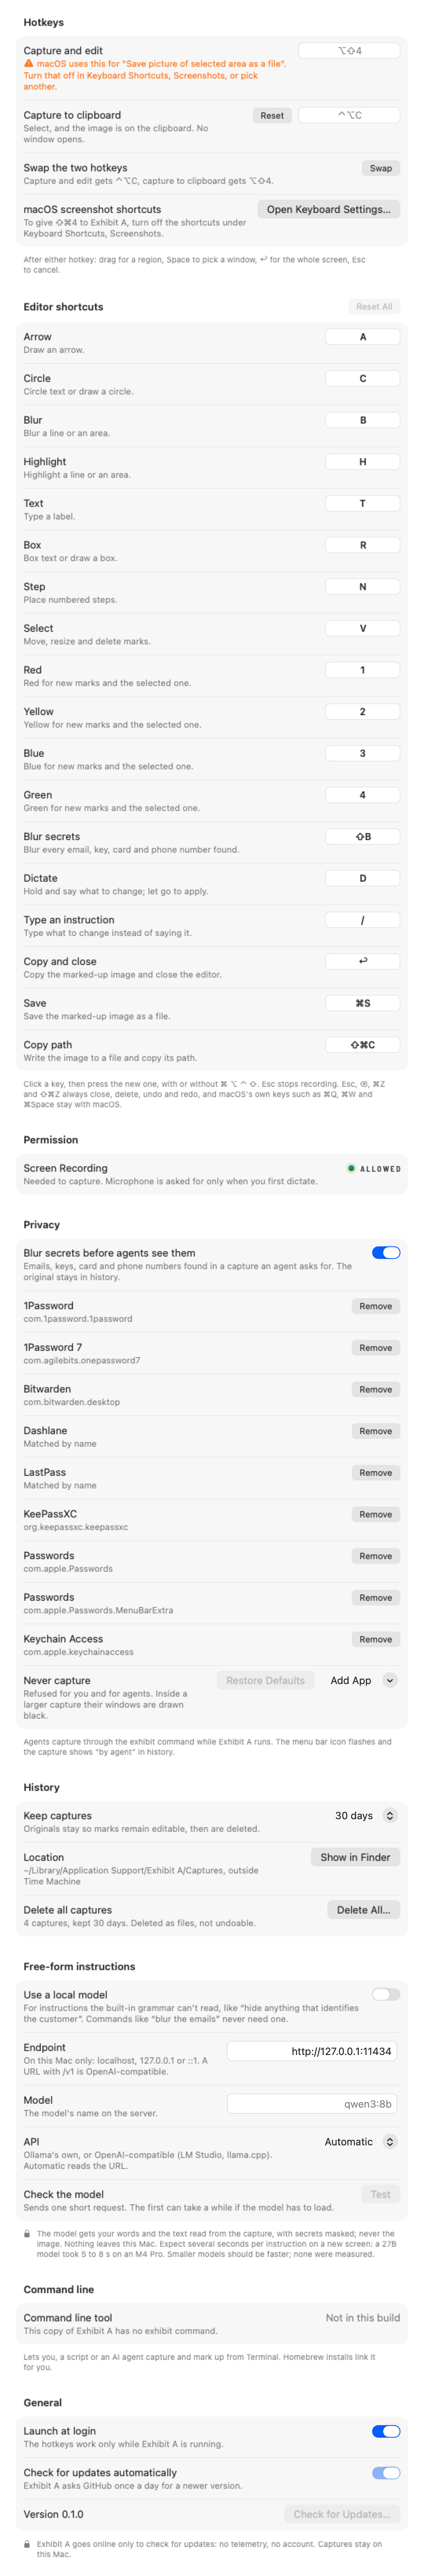 Hotkeys
Capture and edit
⌥⇧4
macOS uses this for "Save picture of selected area as a file".
Turn that off in Keyboard Shortcuts, Screenshots, or pick
another.
Capture to clipboard
Reset
⌃⌥C
Select, and the image is on the clipboard. No
window opens.
Swap the two hotkeys
Swap
Capture and edit gets ⌃⌥C, capture to clipboard gets ⌥⇧4.
macOS screenshot shortcuts
Open Keyboard Settings...
To give ⇧⌘4 to Exhibit A, turn off the shortcuts under
Keyboard Shortcuts, Screenshots.
After either hotkey: drag for a region, Space to pick a window, ↩ for the whole screen, Esc
to cancel.
Editor shortcuts
Reset All
Arrow
A
Draw an arrow.
Circle
C
Circle text or draw a circle.
Blur
B
Blur a line or an area.
Highlight
H
Highlight a line or an area.
Text
T
Type a label.
Box
R
Box text or draw a box.
Step
N
Place numbered steps.
Select
V
Move, resize and delete marks.
Red
1
Red for new marks and the selected one.
Yellow
2
Yellow for new marks and the selected one.
Blue
3
Blue for new marks and the selected one.
Green
4
Green for new marks and the selected one.
Blur secrets
⇧B
Blur every email, key, card and phone number found.
Dictate
D
Hold and say what to change; let go to apply.
Type an instruction
/
Type what to change instead of saying it.
Copy and close
↩
Copy the marked-up image and close the editor.
Save
⌘S
Save the marked-up image as a file.
Copy path
⇧⌘C
Write the image to a file and copy its path.
Click a key, then press the new one, with or without ⌘ ⌥ ⌃ ⇧. Esc stops recording. Esc, ⌫, ⌘Z
and ⇧⌘Z always close, delete, undo and redo, and macOS's own keys such as ⌘Q, ⌘W and
⌘Space stay with macOS.
Permission
Screen Recording
ALLOWED
Needed to capture. Microphone is asked for only when you first dictate.
Privacy
Blur secrets before agents see them
Emails, keys, card and phone numbers found in a capture an agent asks for. The
original stays in history.
1Password
Remove
com.1password.1password
1Password 7
Remove
com.agilebits.onepassword7
Bitwarden
Remove
com.bitwarden.desktop
Dashlane
Remove
Matched by name
LastPass
Remove
Matched by name
KeePassXC
Remove
org.keepassxc.keepassxc
Passwords
Remove
com.apple.Passwords
Passwords
Remove
com.apple.Passwords.MenuBarExtra
Keychain Access
Remove
com.apple.keychainaccess
Never capture
Restore Defaults
Add App
Refused for you and for agents. Inside a
larger capture their windows are drawn
black.
Agents capture through the exhibit command while Exhibit A runs. The menu bar icon flashes and
the capture shows "by agent" in history.
History
Keep captures
30 days
Originals stay so marks remain editable, then are deleted.
Location
Show in Finder
~/Library/Application Support/Exhibit A/Captures, outside
Time Machine
Delete all captures
Delete All...
4 captures, kept 30 days. Deleted as files, not undoable.
Free-form instructions
Use a local model
For instructions the built-in grammar can't read, like "hide anything that identifies
the customer". Commands like "blur the emails" never need one.
Endpoint
http://127.0.0.1:11434
On this Mac only: localhost, 127.0.0.1 or ::1. A
URL with /v1 is OpenAI-compatible.
Model
qwen3:8b
The model's name on the server.
API
Automatic
Ollama's own, or OpenAI-compatible (LM Studio, llama.cpp).
Automatic reads the URL.
Check the model
Test
Sends one short request. The first can take a while if the model has to load.
The model gets your words and the text read from the capture, with secrets masked; never the
image. Nothing leaves this Mac. Expect several seconds per instruction on a new screen: a 27B
model took 5 to 8 s on an M4 Pro. Smaller models should be faster; none were measured.
Command line
Command line tool
Not in this build
This copy of Exhibit A has no exhibit command.
Lets you, a script or an AI agent capture and mark up from Terminal. Homebrew installs link it
for you.
General
Launch at login
The hotkeys work only while Exhibit A is running.
Check for updates automatically
Exhibit A asks GitHub once a day for a newer version.
Version 0.1.0
Check for Updates...
Exhibit A goes online only to check for updates: no telemetry, no account. Captures stay on
this Mac.